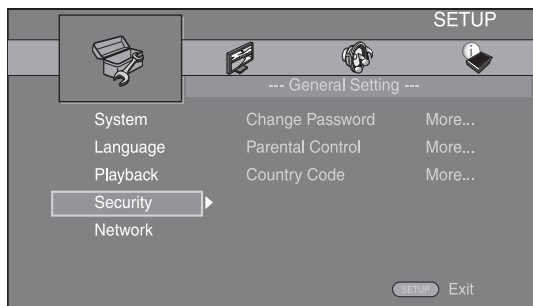 SETUP
--- General Setting ---
System
Change Password More...
Language
Parental Control More...
Playback
Country Code More...
Security
Network
SETUP Exit